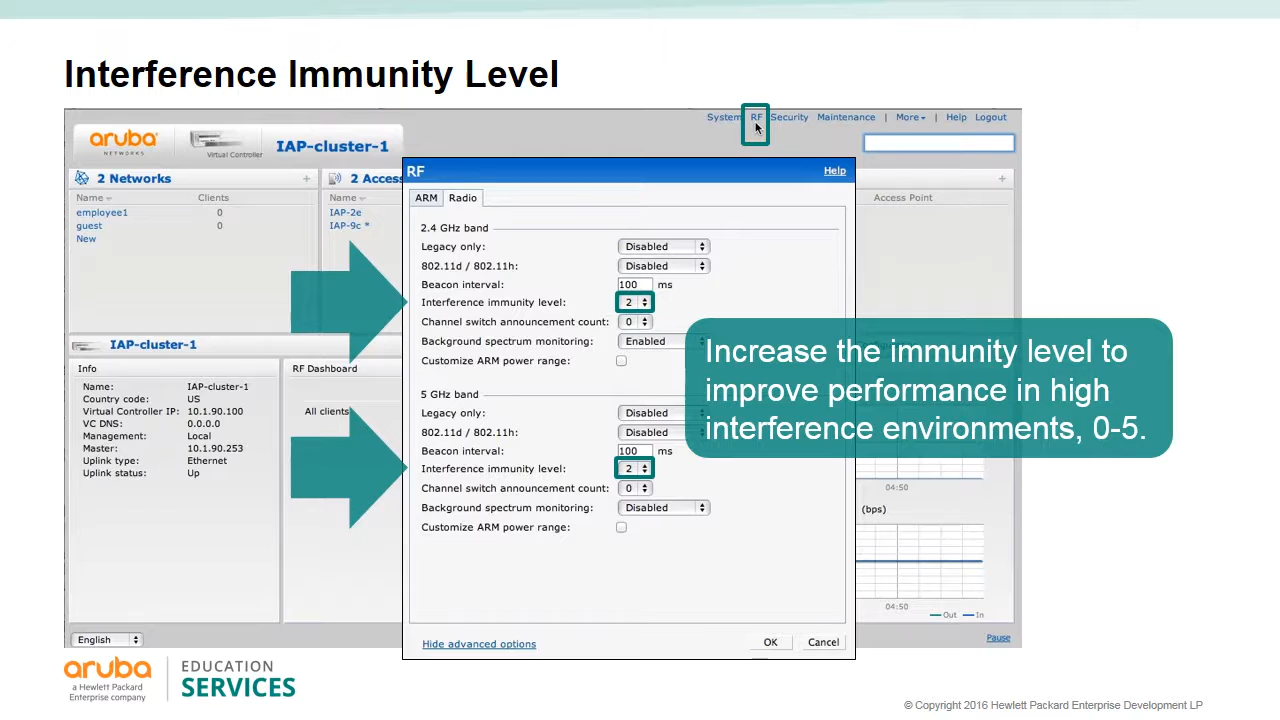 Interference Immunity Level
System RF Security Maintenance | More | Help Logout
aruba
NETWORKS
Virtual Controller
IAP-cluster-1
2 Networks +
Name Clients
employee1 0
guest 0
New
2 Access
Name
IAP-2e
IAP-9c *
+
Access Point
RF Help
ARM Radio
2.4 GHz band
Legacy only: Disabled
802.11d / 802.11h: Disabled
Beacon interval: 100 ms
Interference immunity level: 2
Channel switch announcement count: 0
Background spectrum monitoring: Enabled
Customize ARM power range:
5 GHz band
Legacy only: Disabled
802.11d / 802.11h: Disabled
Beacon interval: 100 ms
Interference immunity level: 2
Channel switch announcement count: 0
Background spectrum monitoring: Disabled
Customize ARM power range:
Hide advanced options OK Cancel
Increase the immunity level to
improve performance in high
interference environments, 0-5.
IAP-cluster-1
Info
Name: IAP-cluster-1
Country code: US
Virtual Controller IP: 10.1.90.100
VC DNS: 0.0.0.0
Management: Local
Master: 10.1.90.253
Uplink type: Ethernet
Uplink status: Up
RF Dashboard
All clients
04:50
(bps)
04:50
Out In
English
Pause
aruba
a Hewlett Packard
Enterprise company
EDUCATION
SERVICES
© Copyright 2016 Hewlett Packard Enterprise Development LP